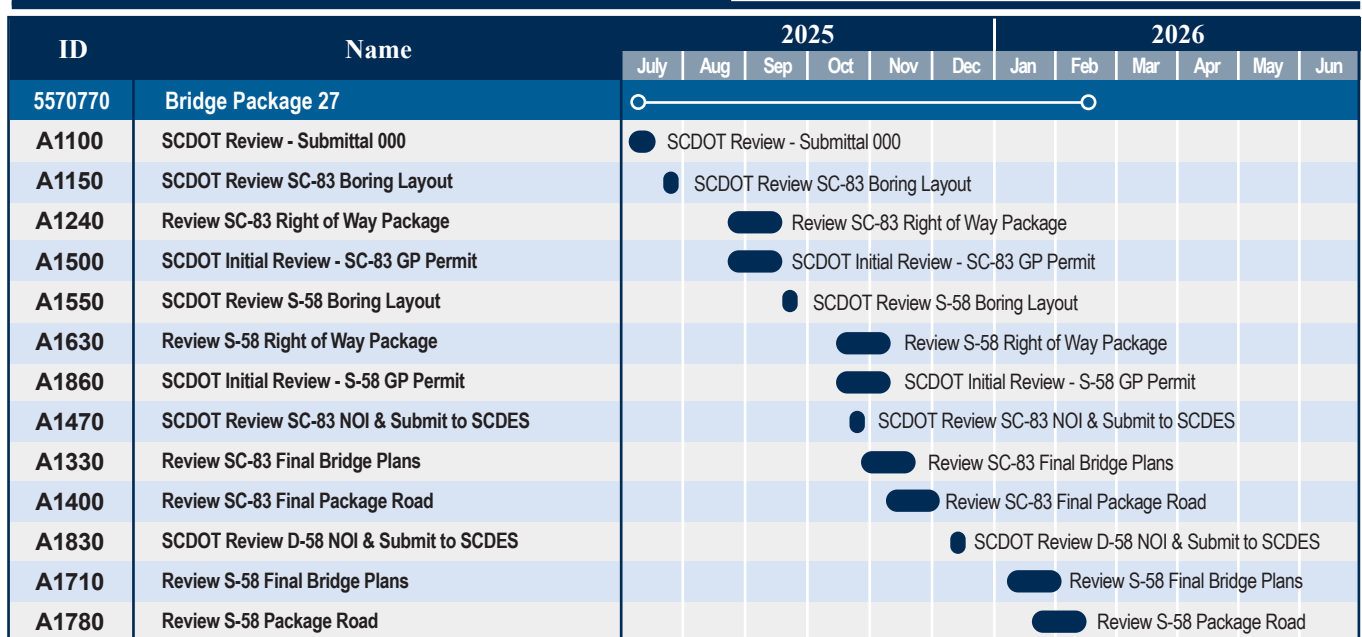 ID Name 2025 2026
July Aug Sep Oct Nov Dec Jan Feb Mar Apr May Jun
5570770 Bridge Package 27
A1100 SCDOT Review - Submittal 000 SCDOT Review - Submittal 000
A1150 SCDOT Review SC-83 Boring Layout SCDOT Review SC-83 Boring Layout
A1240 Review SC-83 Right of Way Package Review SC-83 Right of Way Package
A1500 SCDOT Initial Review - SC-83 GP Permit SCDOT Initial Review - SC-83 GP Permit
A1550 SCDOT Review S-58 Boring Layout SCDOT Review S-58 Boring Layout
A1630 Review S-58 Right of Way Package Review S-58 Right of Way Package
A1860 SCDOT Initial Review - S-58 GP Permit SCDOT Initial Review - S-58 GP Permit
A1470 SCDOT Review SC-83 NOI & Submit to SCDES SCDOT Review SC-83 NOI & Submit to SCDES
A1330 Review SC-83 Final Bridge Plans Review SC-83 Final Bridge Plans
A1400 Review SC-83 Final Package Road Review SC-83 Final Package Road
A1830 SCDOT Review D-58 NOI & Submit to SCDES SCDOT Review D-58 NOI & Submit to SCDES
A1710 Review S-58 Final Bridge Plans Review S-58 Final Bridge Plans
A1780 Review S-58 Package Road Review S-58 Package Road